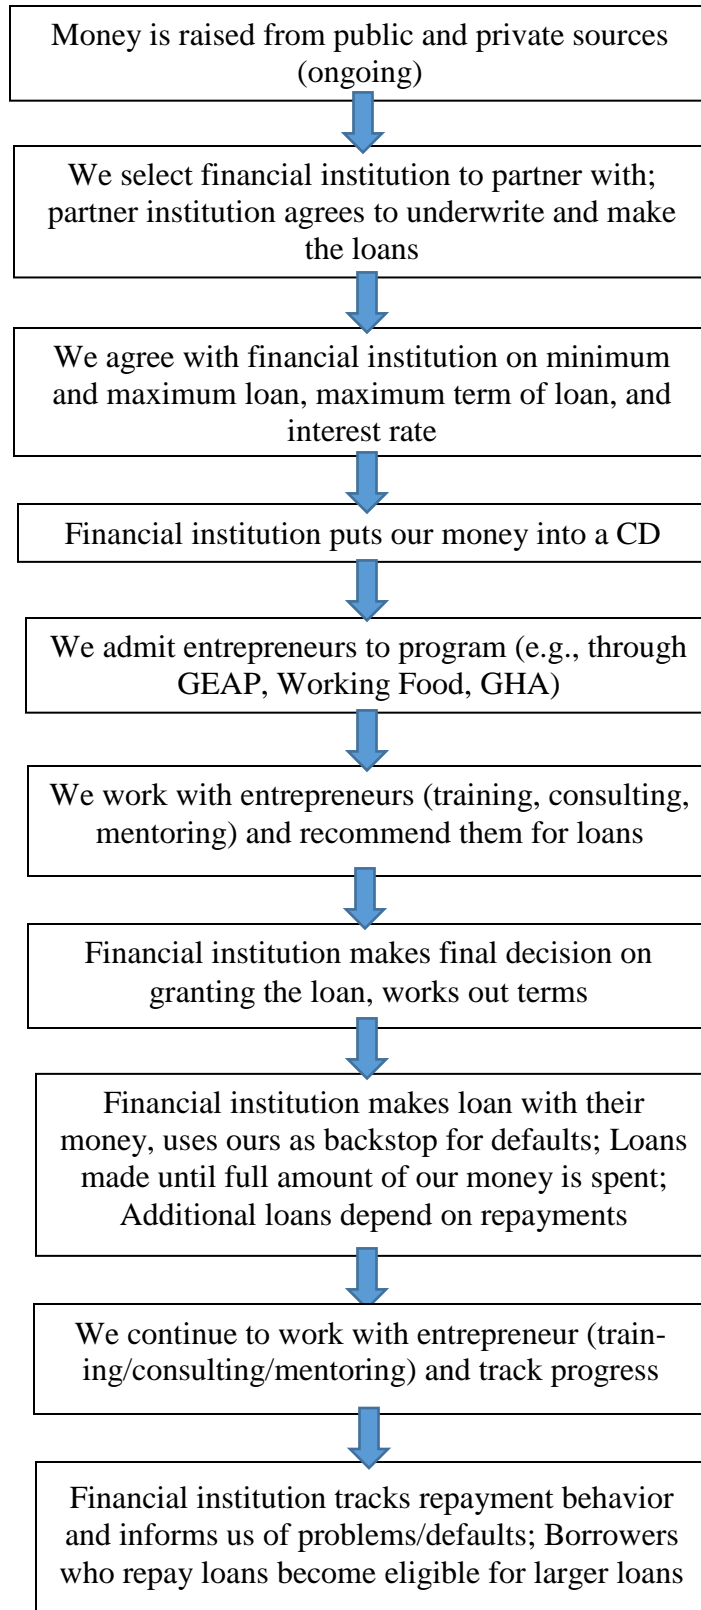 Money is raised from public and private sources
(ongoing)
We select financial institution to partner with;
partner institution agrees to underwrite and make
the loans
We agree with financial institution on minimum
and maximum loan, maximum term of loan, and
interest rate
Financial institution puts our money into a CD
We admit entrepreneurs to program (e.g., through
GEAP, Working Food, GHA)
We work with entrepreneurs (training, consulting,
mentoring) and recommend them for loans
Financial institution makes final decision on
granting the loan, works out terms
Financial institution makes loan with their
money, uses ours as backstop for defaults; Loans
made until full amount of our money is spent;
Additional loans depend on repayments
We continue to work with entrepreneur (train-
ing/consulting/mentoring) and track progress
Financial institution tracks repayment behavior
and informs us of problems/defaults; Borrowers
who repay loans become eligible for larger loans